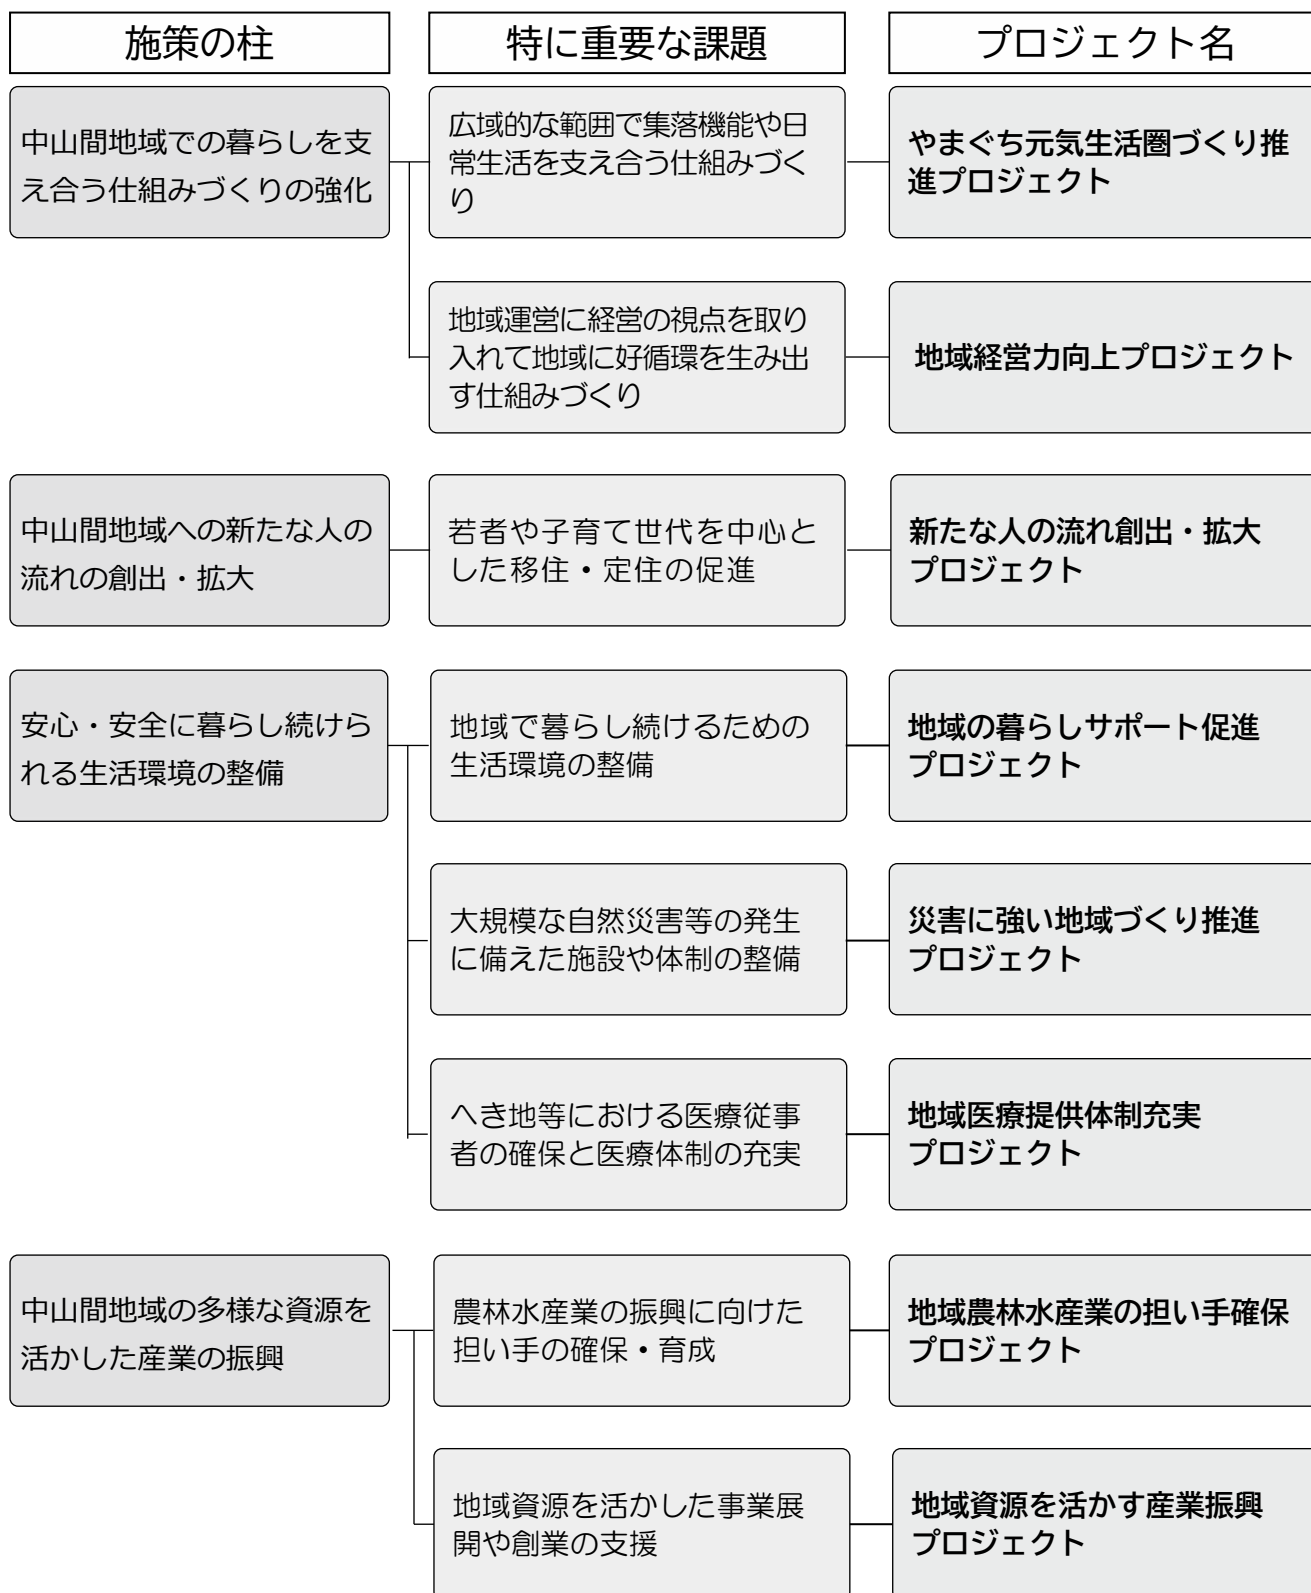 施策の柱
特に重要な課題
プロジェクト名
中山間地域での暮らしを支
え合う仕組みづくりの強化
広域的な範囲で集落機能や日
常生活を支え合う仕組みづく
り
やまぐち元気生活圏づくり推
進プロジェクト
地域運営に経営の視点を取り
入れて地域に好循環を生み出
す仕組みづくり
地域経営力向上プロジェクト
中山間地域への新たな人の
流れの創出・拡大
若者や子育て世代を中心と
した移住・定住の促進
新たな人の流れ創出・拡大
プロジェクト
安心・安全に暮らし続けら
れる生活環境の整備
地域で暮らし続けるための
生活環境の整備
地域の暮らしサポート促進
プロジェクト
大規模な自然災害等の発生
に備えた施設や体制の整備
災害に強い地域づくり推進
プロジェクト
へき地等における医療従事
者の確保と医療体制の充実
地域医療提供体制充実
プロジェクト
中山間地域の多様な資源を
活かした産業の振興
農林水産業の振興に向けた
担い手の確保・育成
地域農林水産業の担い手確保
プロジェクト
地域資源を活かした事業展
開や創業の支援
地域資源を活かす産業振興
プロジェクト